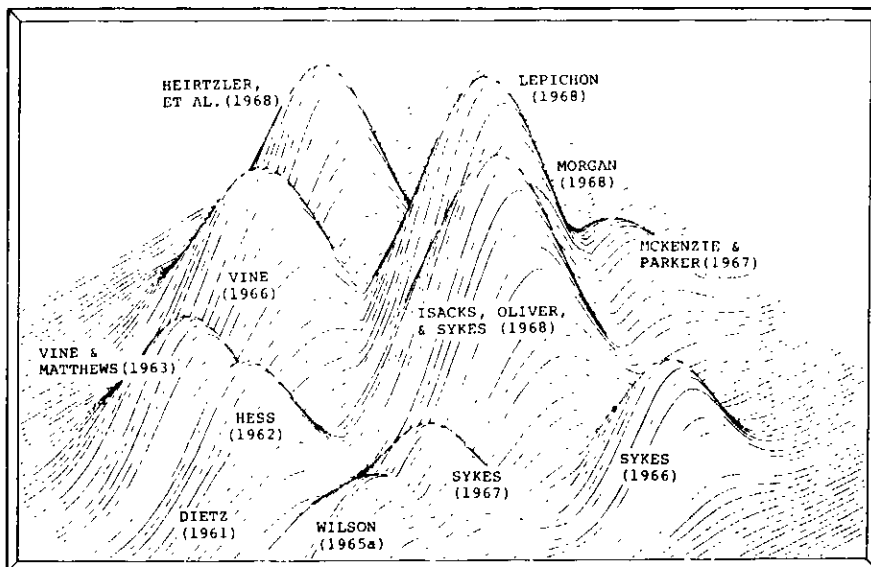 HEIRTZLER,
ET AL. (1968)
LEPICHON
(1968)
MORGAN
(1968)
MCKENZIE &
PARKER (1967)
VINE
(1966)
ISACKS, OLIVER,
& SYKES (1968)
VINE &
MATTHEWS (1963)
HESS
(1962)
SYKES
(1967)
SYKES
(1966)
DIETZ
(1961)
WILSON
(1965a)